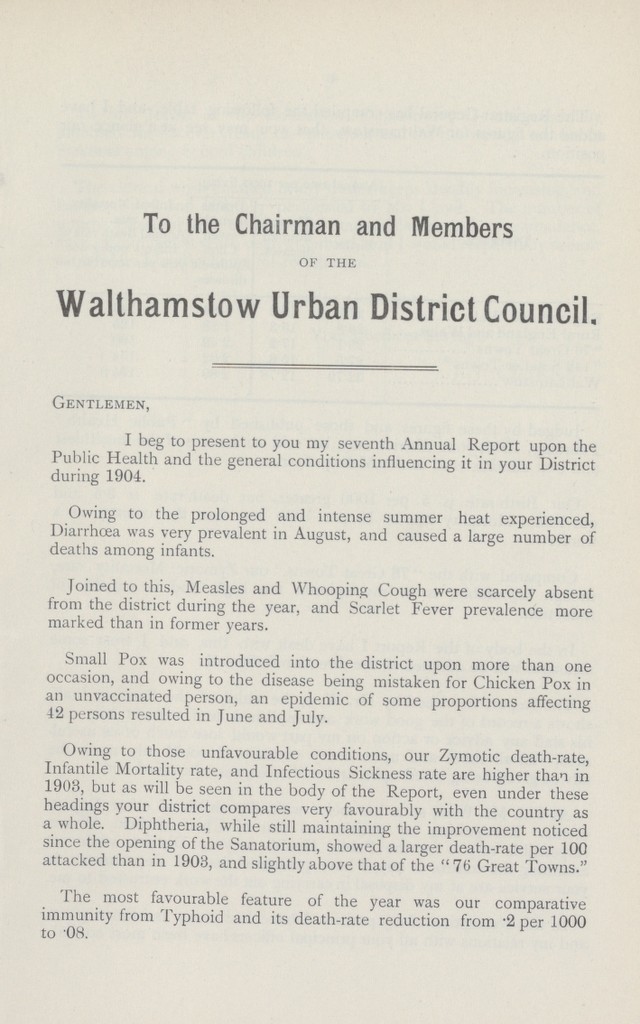 To the Chairman and Members
OF THE
Walthamstow Urban District Council.
GENTLEMEN,
I beg to present to you my seventh Annual Report upon the
Public Health and the general conditions influencing it in your District
during 1904.
Owing to the prolonged and intense summer heat experienced,
Diarrhœa was very prevalent in August, and caused a large number of
deaths among infants.
Joined to this, Measles and Whooping Cough were scarcely absent
from the district during the year, and Scarlet Fever prevalence more
marked than in former years.
Small Pox was introduced into the district upon more than one
occasion, and owing to the disease being mistaken for Chicken Pox in
an unvaccinated person, an epidemic of some proportions affecting
42 persons resulted in June and July.
Owing to those unfavourable conditions, our Zymotic death-rate,
Infantile Mortality rate, and Infectious Sickness rate are higher than in
1903, but as will be seen in the body of the Report, even under these
headings your district compares very favourably with the country as
a whole. Diphtheria, while still maintaining the improvement noticed
since the opening of the Sanatorium, showed a larger death-rate per 100
attacked than in 1903, and slightly above that of the "76 Great Towns."
The most favourable feature of the year was our comparative
immunity from Typhoid and its death-rate reduction from ·2 per 1000
to ·08.